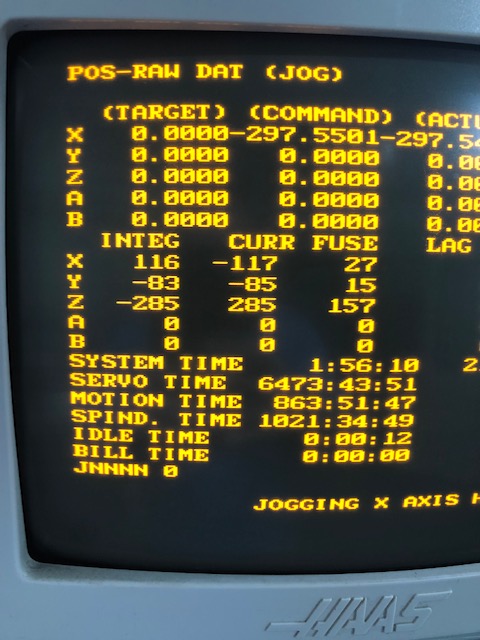 POS-RAW DAT (JOG)
(TARGET) (COMMAND) (ACTU
X 0.0000-297.5501-297.54
Y 0.0000 0.0000 0.00
Z 0.0000 0.0000 0.00
A 0.0000 0.0000 0.00
B 0.0000 0.0000 0.00
INTEG CURR FUSE LAG
X 116 -117 27
Y -83 -85 15
Z -285 285 157
A 0 0 0
B 0 0 0
SYSTEM TIME 1:56:10 2
SERVO TIME 6473:43:51
MOTION TIME 863:51:47
SPIND. TIME 1021:34:49
IDLE TIME 0:00:12
BILL TIME 0:00:00
JNNNN 0
JOGGING X AXIS H
HAAS